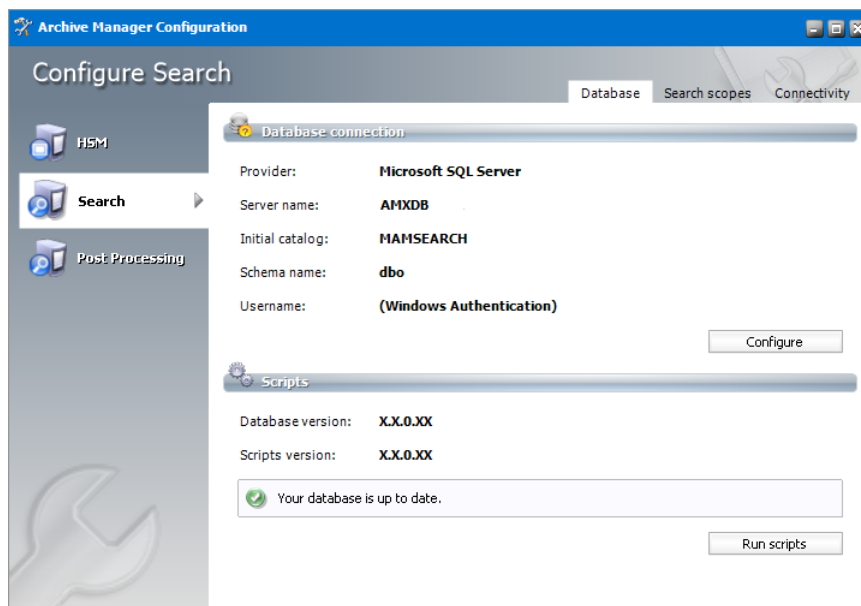 Archive Manager Configuration
Configure Search
Database Search scopes Connectivity
HSM
Search
Post Processing
Database connection
Provider: Microsoft SQL Server
Server name: AMXDB
Initial catalog: MAMSEARCH
Schema name: dbo
Username: (Windows Authentication)
Configure
Scripts
Database version: X.X.0.XX
Scripts version: X.X.0.XX
Your database is up to date.
Run scripts